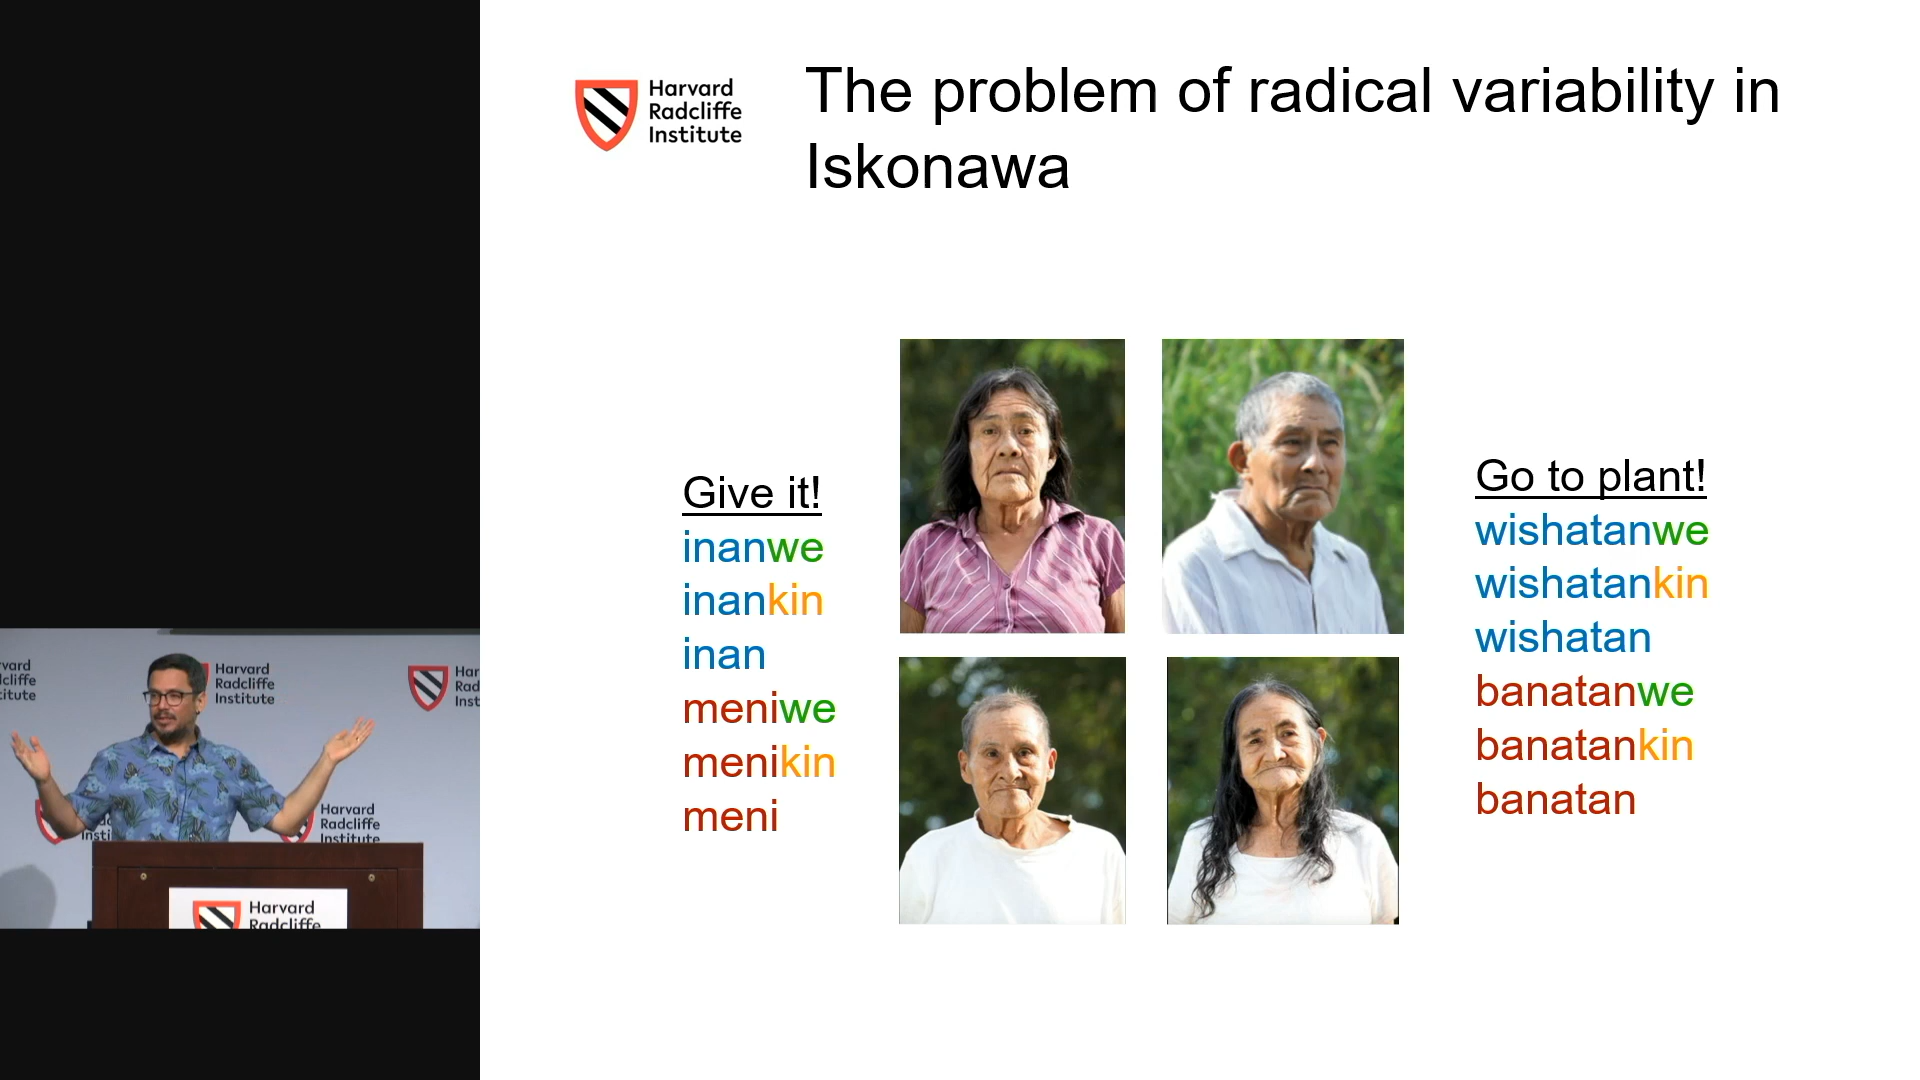 Harvard
Radcliffe
Institute
The problem of radical variability in
Iskonawa
Give it!
inanwe
inankin
inan
meniwe
menikin
meni
Go to plant!
wishatanwe
wishatankin
wishatan
banatanwe
banatankin
banatan
Harvard
Radcliffe
Institute
Harvard
Radcliffe
Institute
Harvard
Radcliffe